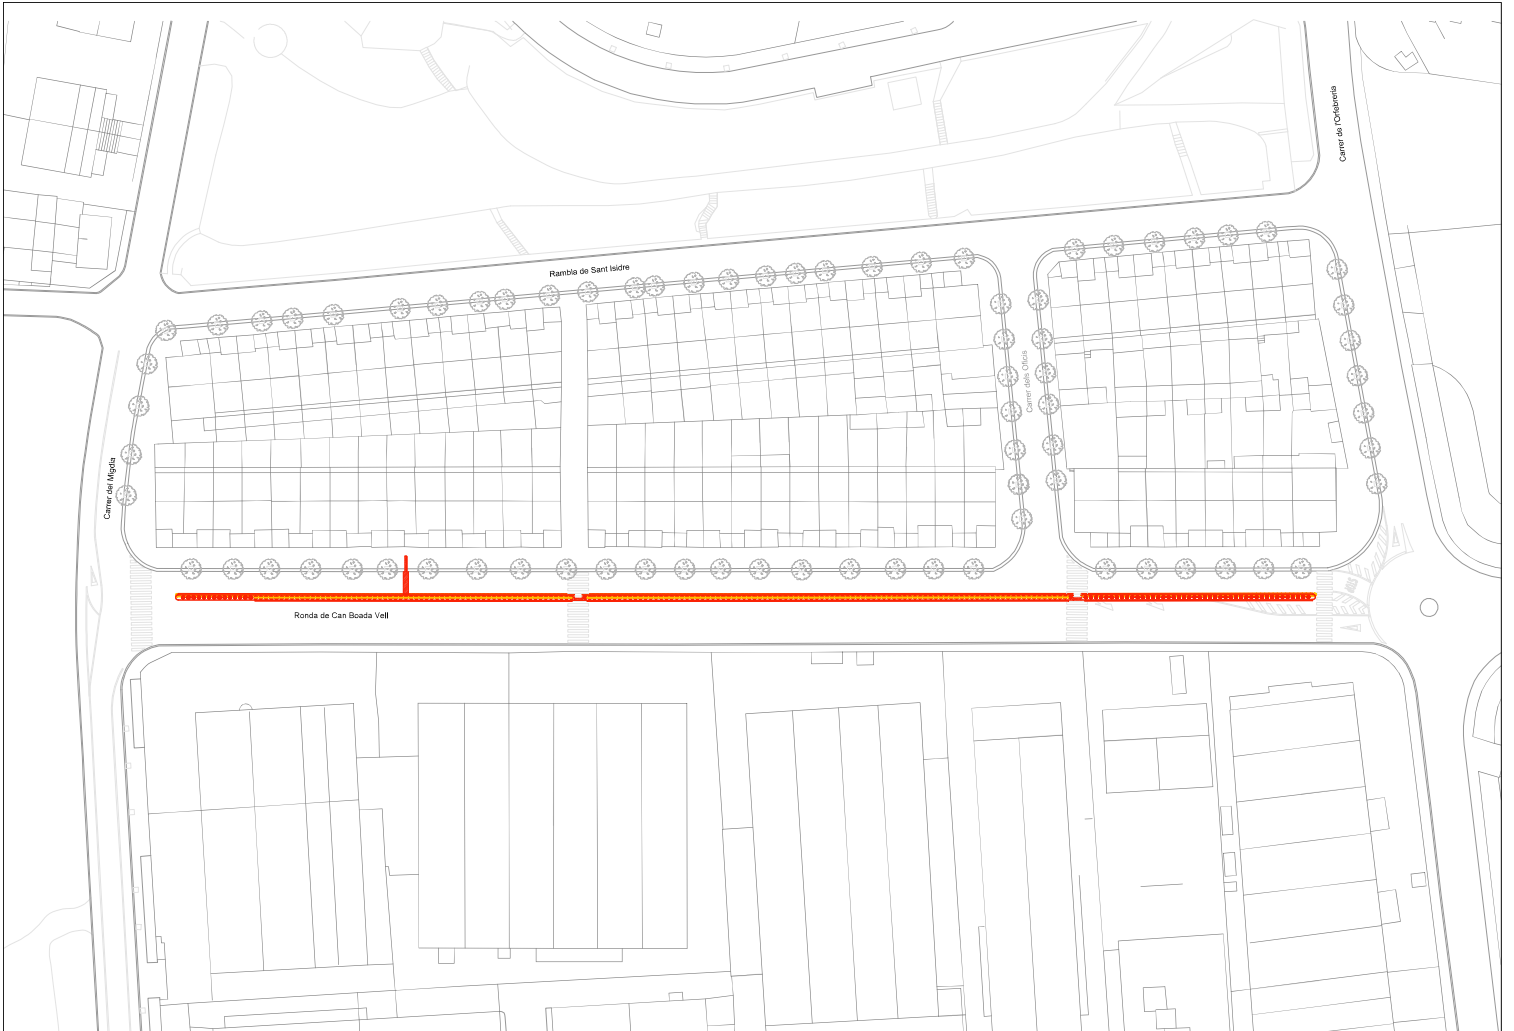 Carrer de l'Orfebreria
Rambla de Sant Isidre
Carrer dels Oficis
Carrer del Migdia
Ronda de Can Boada Vell